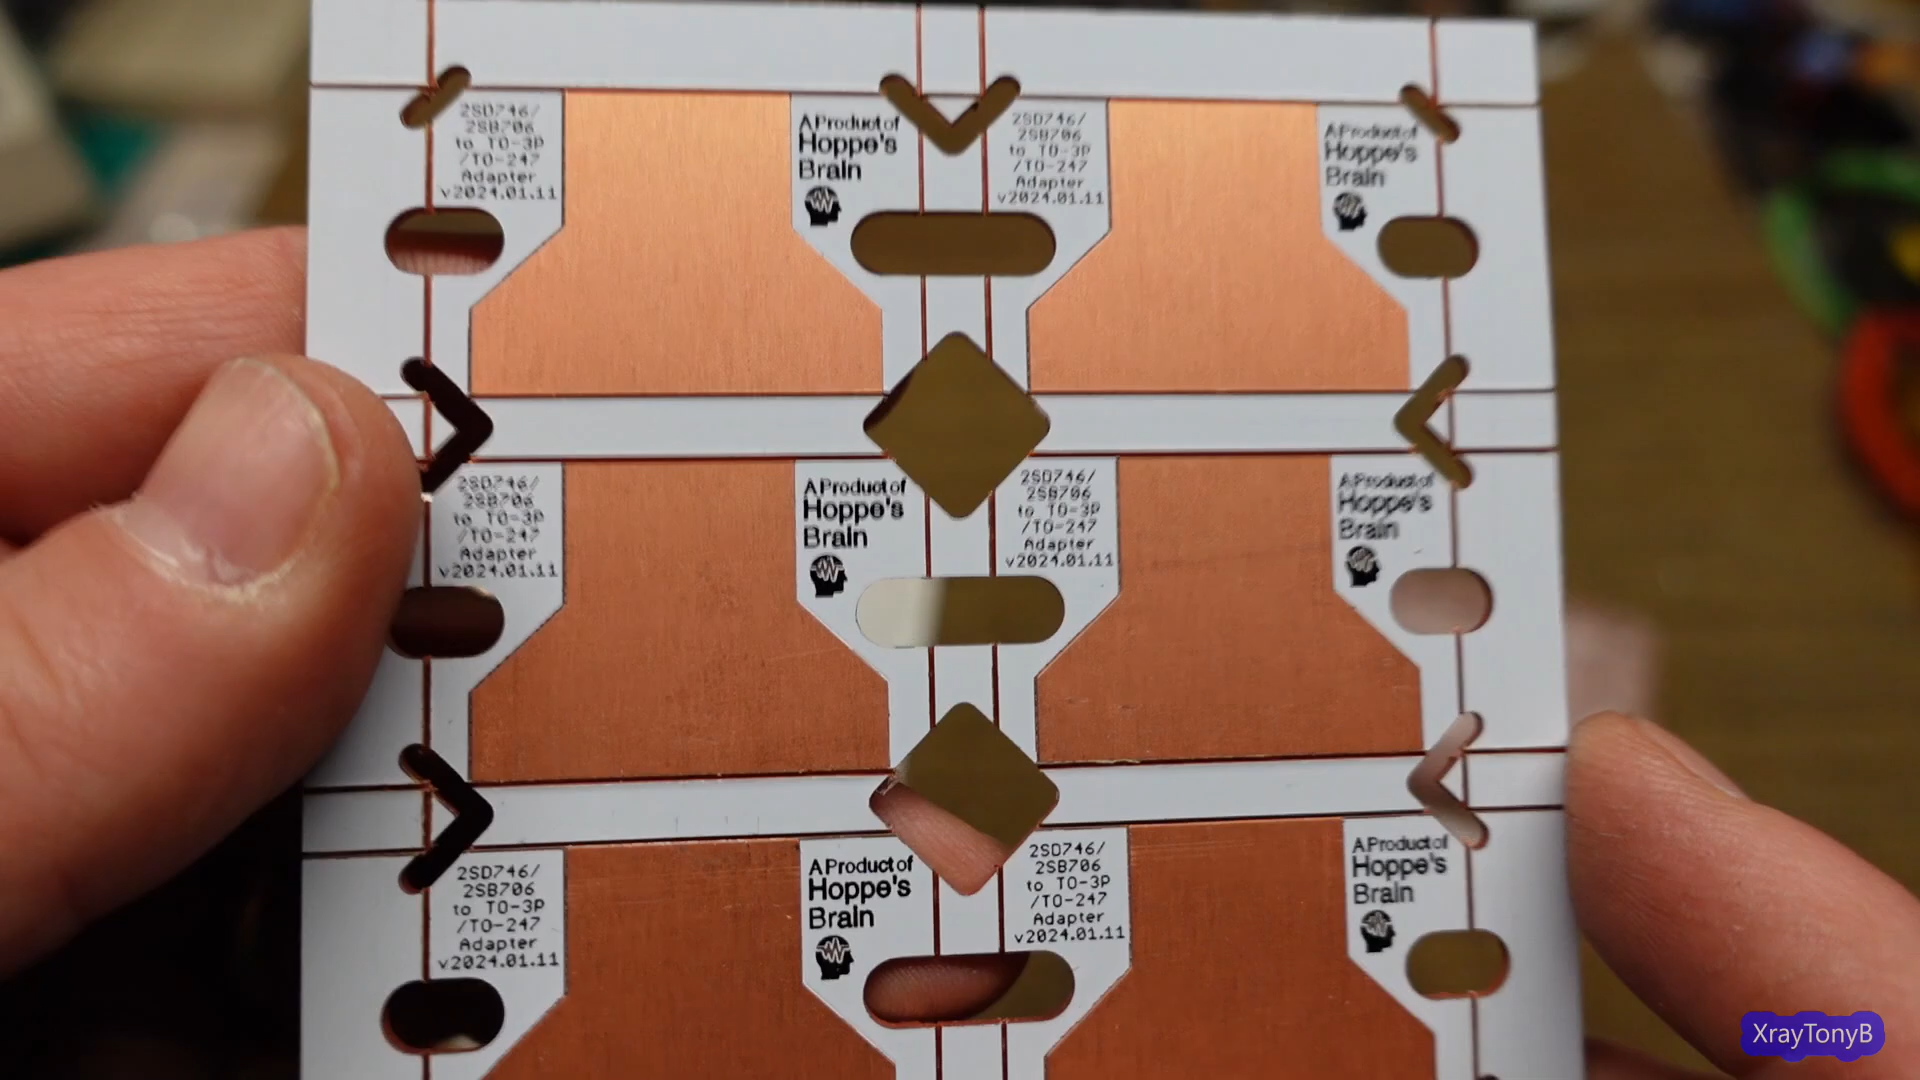 2SD746/
2SB706
to TO-3P
/TO-247
Adapter
v2024.01.11
A Product of
Hoppe's
Brain
2SD746/
2SB706
to TO-3P
/TO-247
Adapter
v2024.01.11
A Product of
Hoppe's
Brain
2SD746/
2SB706
to TO-3P
/TO-247
Adapter
v2024.01.11
A Product of
Hoppe's
Brain
2SD746/
2SB706
to TO-3P
/TO-247
Adapter
v2024.01.11
A Product of
Hoppe's
Brain
2SD746/
2SB706
to TO-3P
/TO-247
Adapter
v2024.01.11
A Product of
Hoppe's
Brain
2SD746/
2SB706
to TO-3P
/TO-247
Adapter
v2024.01.11
A Product of
Hoppe's
Brain
XrayTonyB